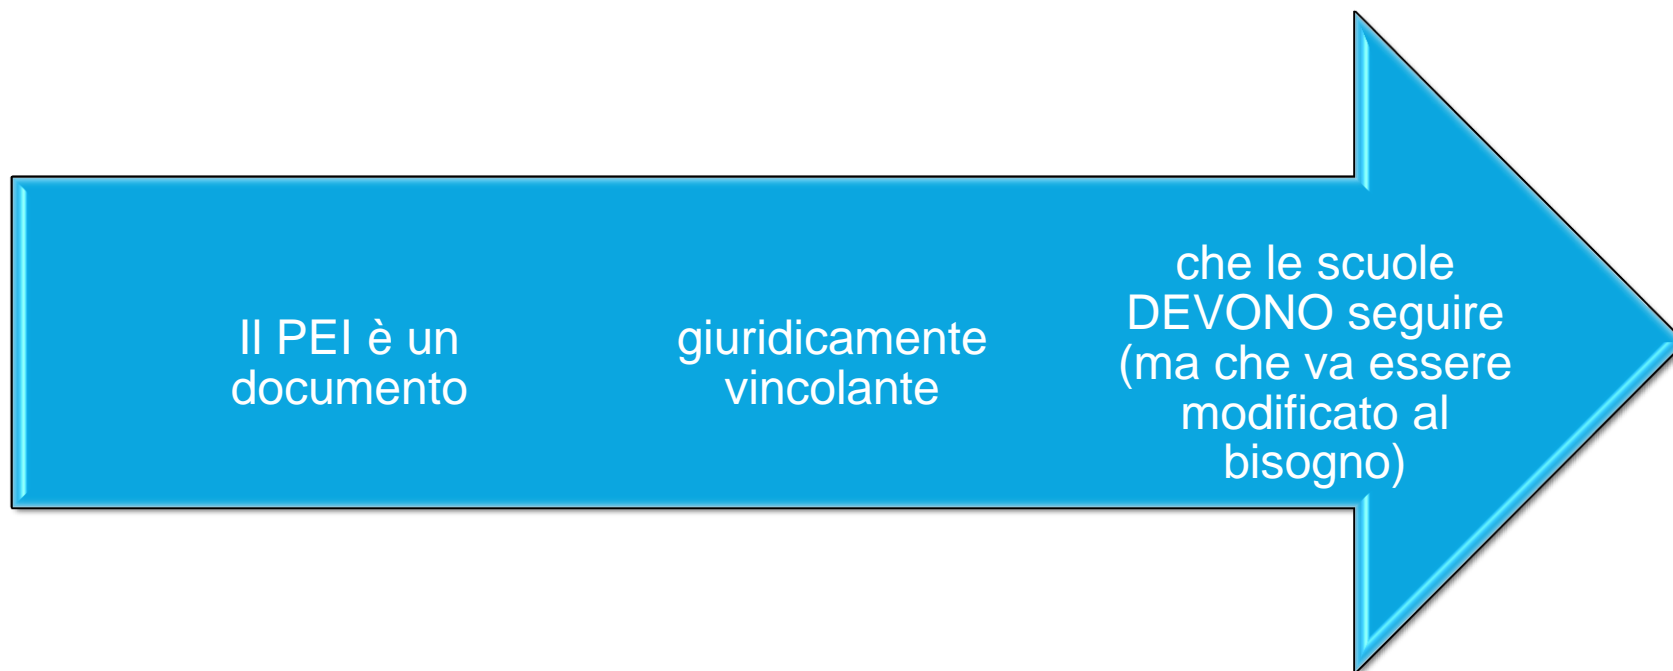 Il PEI è un
documento
giuridicamente
vincolante
che le scuole
DEVONO seguire
(ma che va essere
modificato al
bisogno)